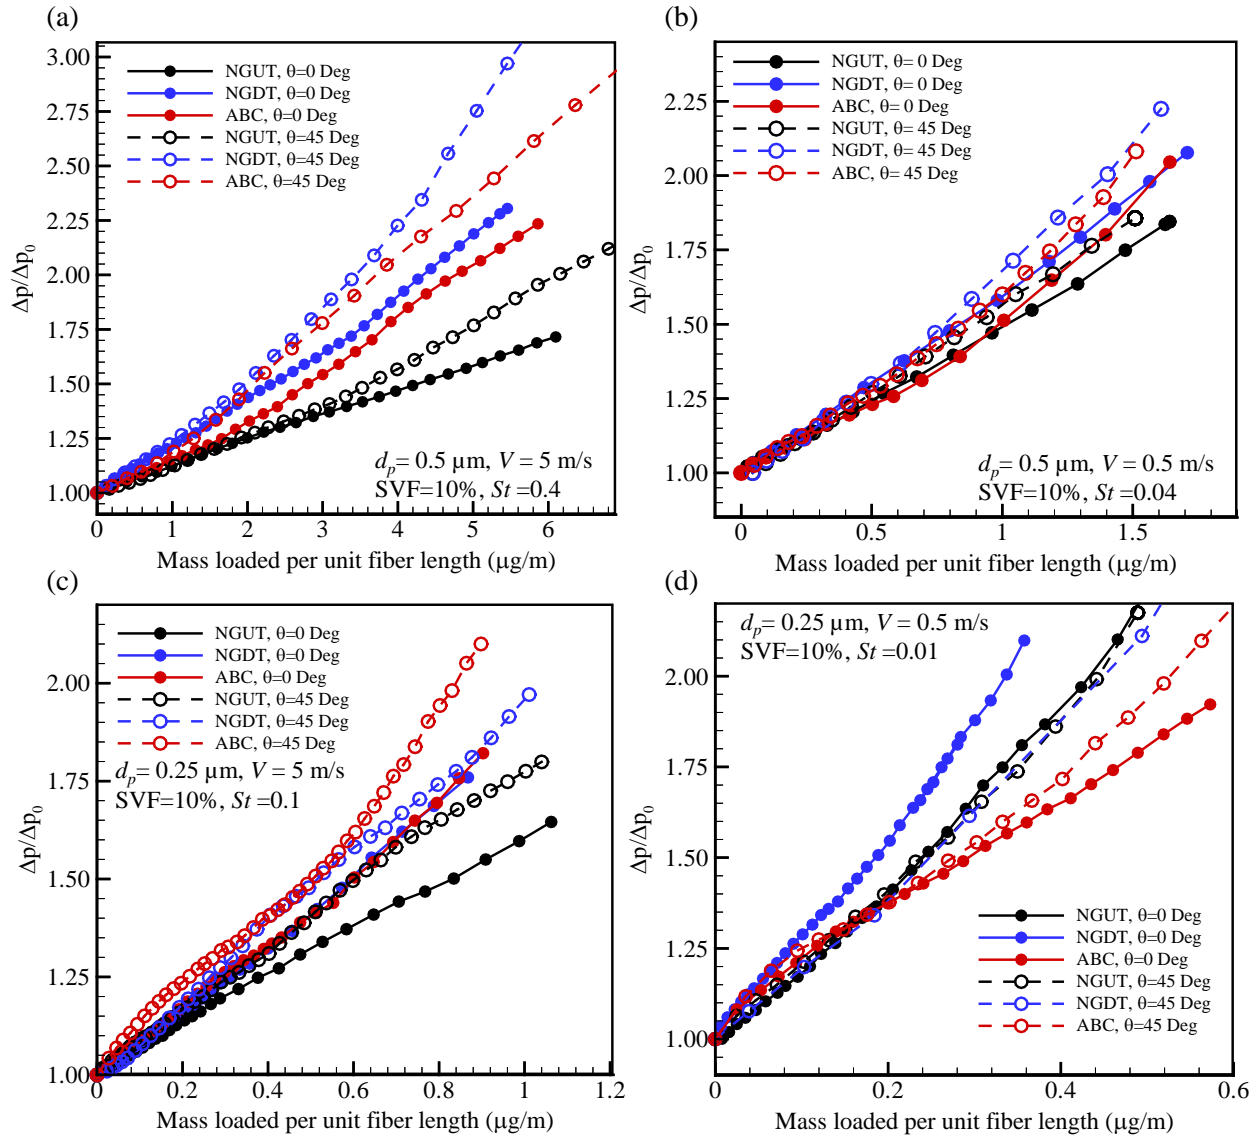 (a)
3.00
2.75
2.50
2.25
2.00
1.75
1.50
1.25
1.00
Δp/Δp0
NGUT, θ=0 Deg
NGDT, θ=0 Deg
ABC, θ=0 Deg
NGUT, θ=45 Deg
NGDT, θ=45 Deg
ABC, θ=45 Deg
dp= 0.5 µm, V = 5 m/s
SVF=10%, St =0.4
0 1 2 3 4 5 6
Mass loaded per unit fiber length (µg/m)
(b)
2.25
2.00
1.75
1.50
1.25
1.00
Δp/Δp0
NGUT, θ= 0 Deg
NGDT, θ= 0 Deg
ABC, θ= 0 Deg
NGUT, θ= 45 Deg
NGDT, θ= 45 Deg
ABC, θ= 45 Deg
dp= 0.5 µm, V = 0.5 m/s
SVF=10%, St =0.04
0 0.5 1 1.5
Mass loaded per unit fiber length (µg/m)
(c)
2.00
1.75
1.50
1.25
1.00
Δp/Δp0
NGUT, θ=0 Deg
NGDT, θ=0 Deg
ABC, θ=0 Deg
NGUT, θ=45 Deg
NGDT, θ=45 Deg
ABC, θ=45 Deg
dp= 0.25 µm, V = 5 m/s
SVF=10%, St =0.1
0 0.2 0.4 0.6 0.8 1 1.2
Mass loaded per unit fiber length (µg/m)
(d)
2.00
1.75
1.50
1.25
1.00
Δp/Δp0
dp= 0.25 µm, V = 0.5 m/s
SVF=10%, St =0.01
NGUT, θ=0 Deg
NGDT, θ=0 Deg
ABC, θ=0 Deg
NGUT, θ=45 Deg
NGDT, θ=45 Deg
ABC, θ=45 Deg
0 0.2 0.4 0.6
Mass loaded per unit fiber length (µg/m)